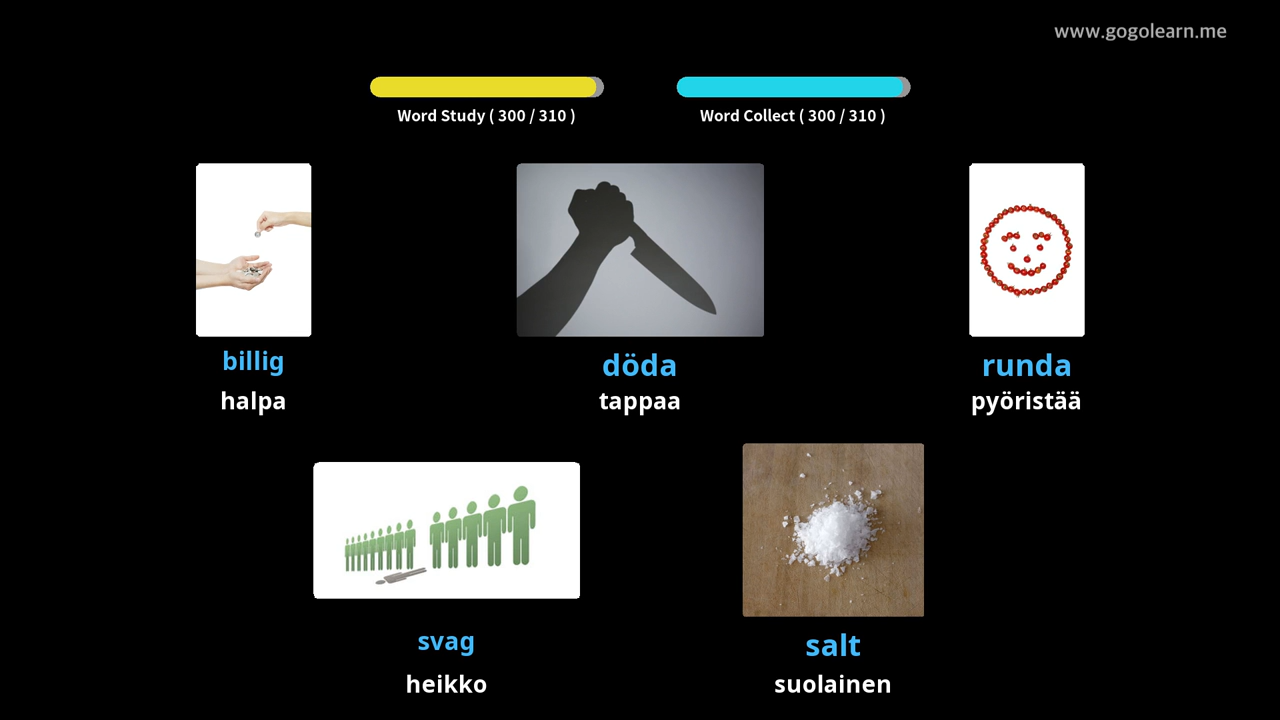 www.gogolearn.me
Word Study ( 300 / 310 )
Word Collect ( 300 / 310 )
billig
halpa
döda
tappaa
runda
pyöristää
svag
heikko
salt
suolainen